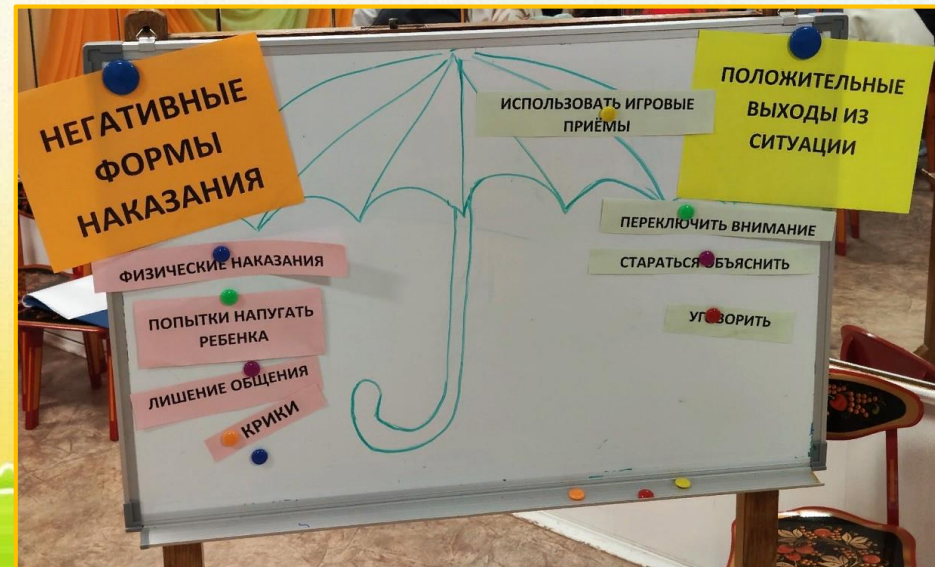 НЕГАТИВНЫЕ
ФОРМЫ
НАКАЗАНИЯ
ФИЗИЧЕСКИЕ НАКАЗАНИЯ
ПОПЫТКИ НАПУГАТЬ
РЕБЕНКА
ЛИШЕНИЕ ОБЩЕНИЯ
КРИКИ
ИСПОЛЬЗОВАТЬ ИГРОВЫЕ
ПРИЁМЫ
ПОЛОЖИТЕЛЬНЫЕ
ВЫХОДЫ ИЗ
СИТУАЦИИ
ПЕРЕКЛЮЧИТЬ ВНИМАНИЕ
СТАРАТЬСЯ ОБЪЯСНИТЬ
УГОВОРИТЬ